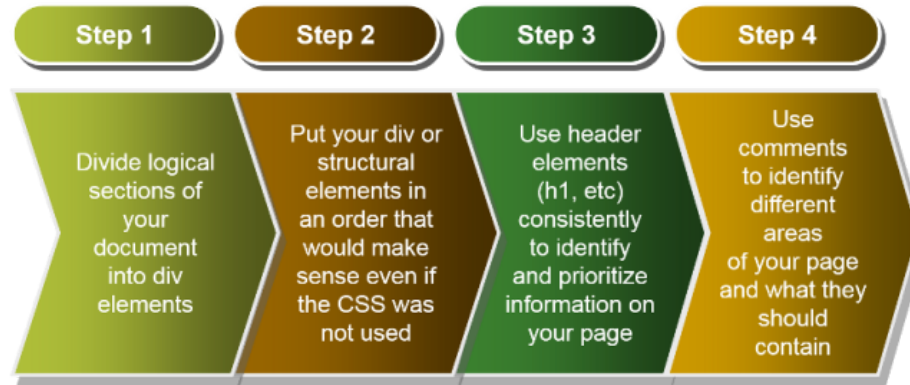 Step 1
Step 2
Step 3
Step 4
Divide logical
sections of
your
document
into div
elements
Put your div or
structural
elements in
an order that
would make
sense even if
the CSS was
not used
Use header
elements
(h1, etc)
consistently
to identify
and prioritize
information on
your page
Use
comments
to identify
different
areas
of your page
and what they
should
contain